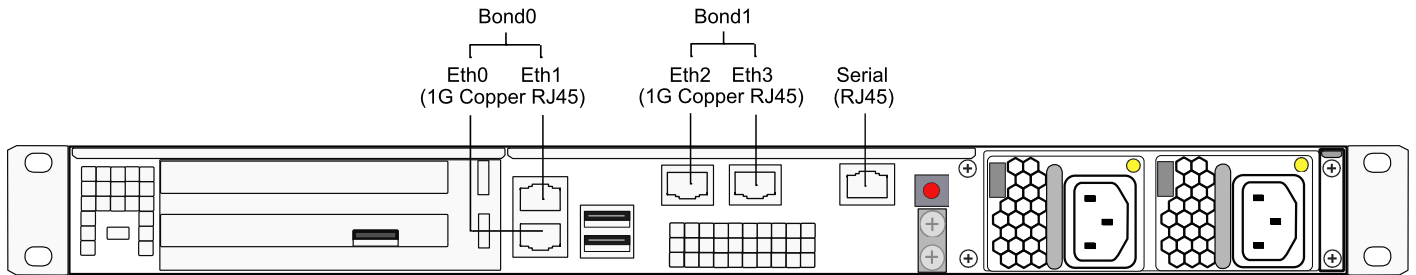 Bond0 Bond1
Eth0 Eth1 Eth2 Eth3 Serial
(1G Copper RJ45) (1G Copper RJ45) (RJ45)